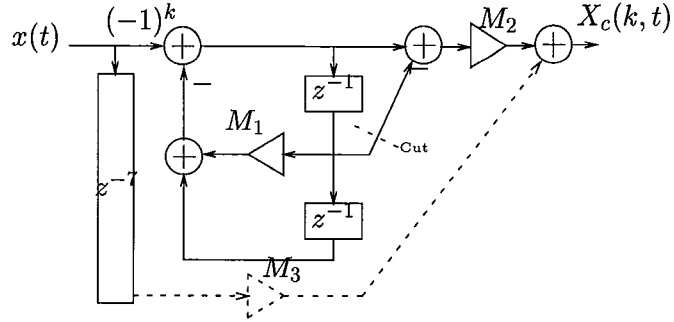 x(t)
(-1)^k
+
+
M_2
+
X_c(k, t)
−
−
z^{-1}
Cut
M_1
+
z^{-7}
z^{-1}
M_3